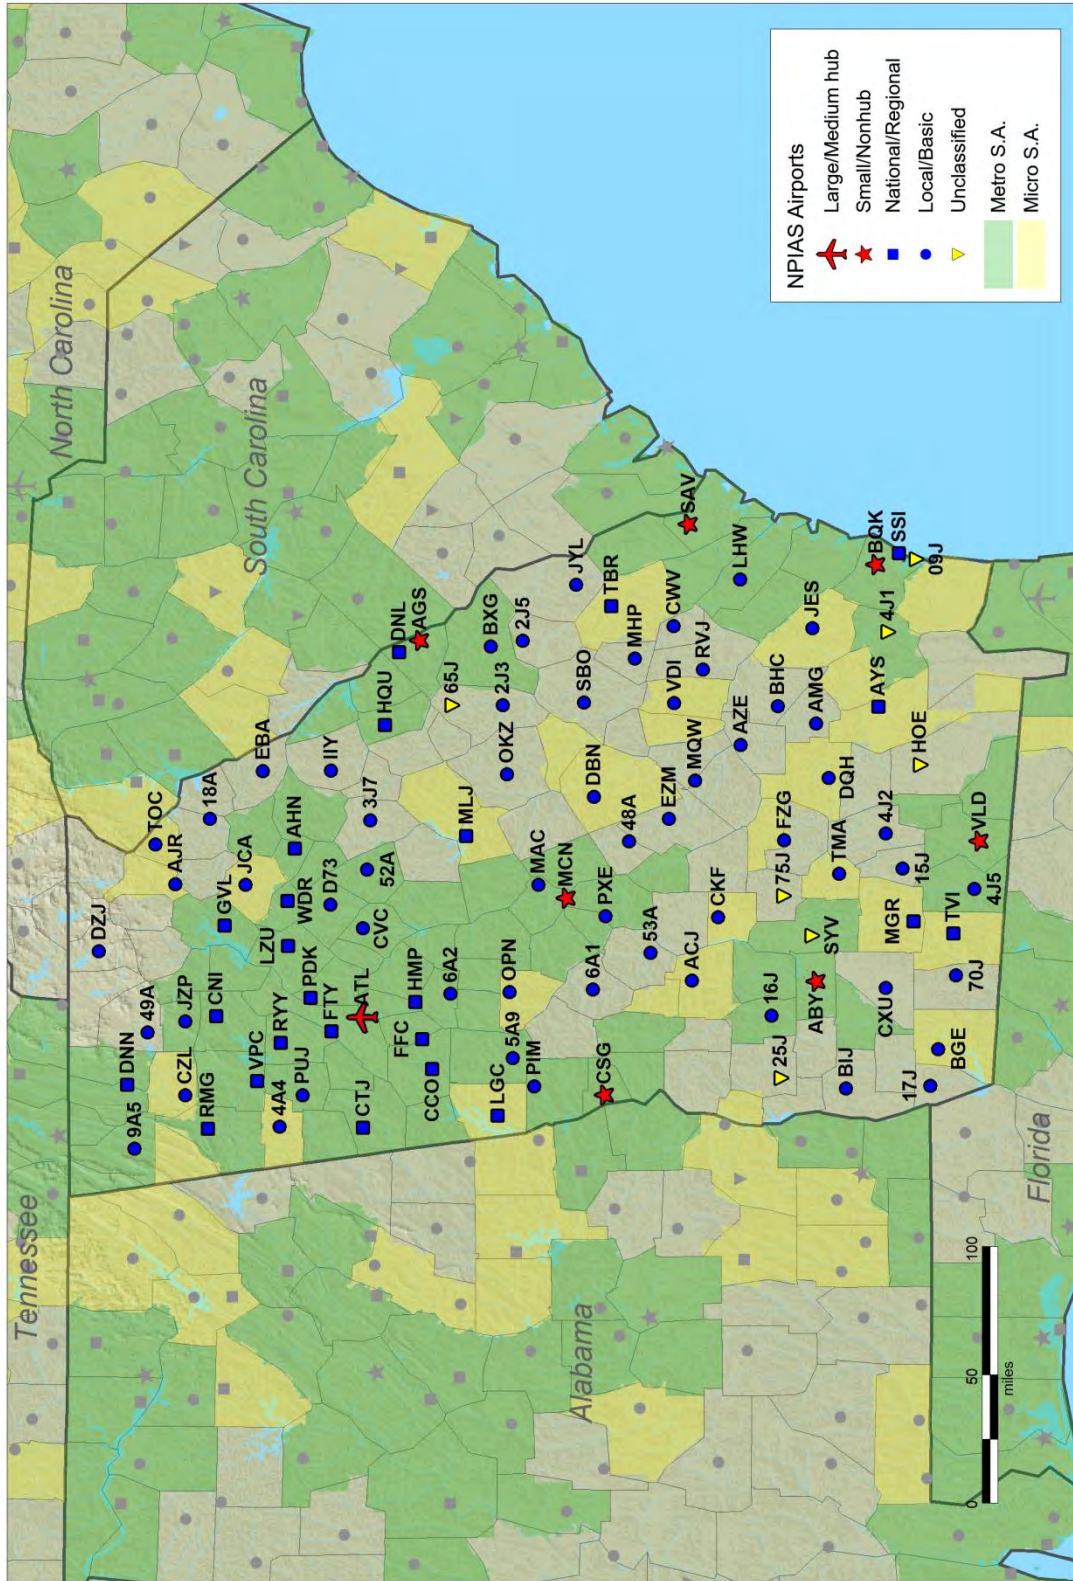 Tennessee
North Carolina
South Carolina
Alabama
Florida
DZJ
TOC
AJR
18A
EBA
DNN
49A
9A5
CZL
JZP
RMG
CNI
GVL
JCA
VPC
RYY
LZU
WDR
AHN
IIY
4A4
PUJ
PDK
FTY
D73
3J7
52A
CVC
CTJ
ATL
HQU
DNL
AGS
FFC
HMP
CCO
6A2
MLJ
65J
BXG
LGC
OPN
5A9
PIM
OKZ
2J3
2J5
MAC
MCN
JYL
SBO
TBR
DBN
CSG
6A1
PXE
48A
53A
MHP
EZM
CWV
VDI
RVJ
SAV
ACJ
CKF
MQW
AZE
LHW
16J
25J
75J
FZG
BHC
AMG
JES
ABY
SYV
TMA
DQH
BIJ
CXU
15J
4J2
AYS
4J1
BQK
SSI
09J
HOE
MGR
TVI
17J
BGE
70J
4J5
VLD
NPIAS Airports
Large/Medium hub
Small/Nonhub
National/Regional
Local/Basic
Unclassified
Metro S.A.
Micro S.A.
0 50 100
miles